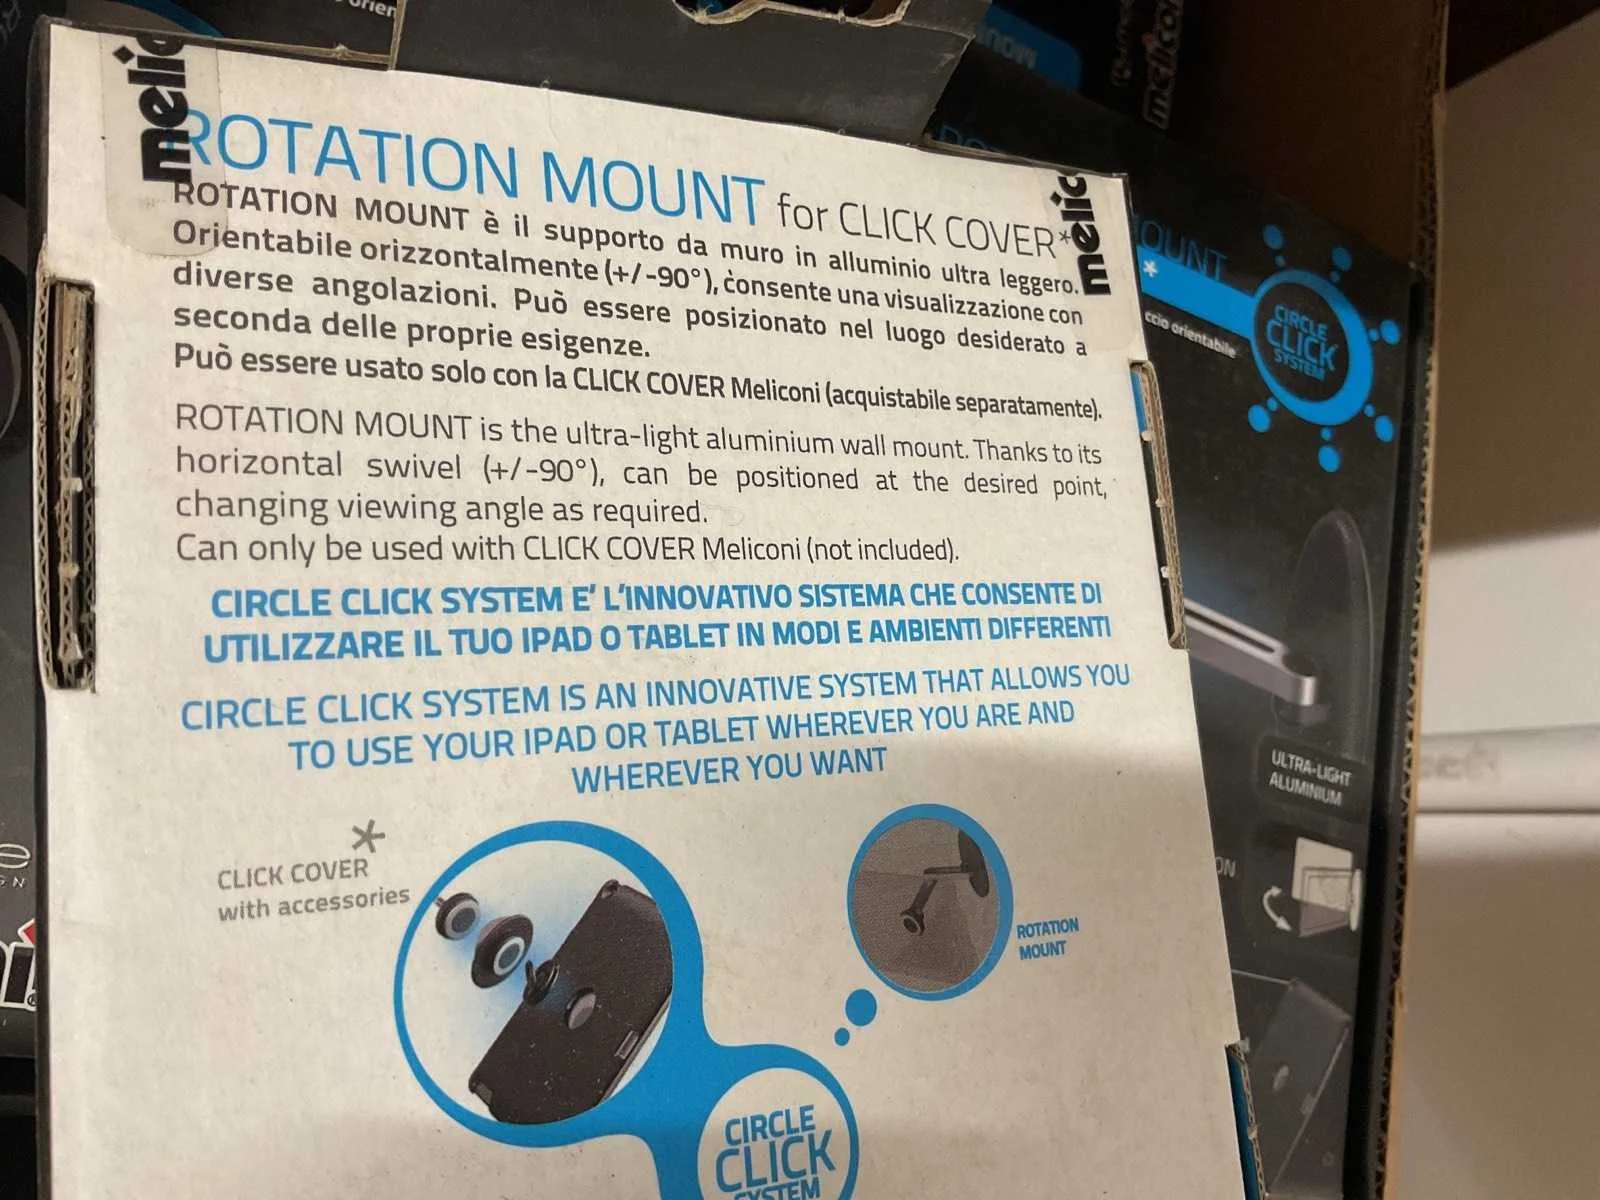 ROTATION MOUNT for CLICK COVER*
ROTATION MOUNT è il supporto da muro in alluminio ultra leggero.
Orientabile orizzontalmente (+/-90°), consente una visualizzazione con
diverse angolazioni. Può essere posizionato nel luogo desiderato a
seconda delle proprie esigenze.
Può essere usato solo con la CLICK COVER Meliconi (acquistabile separatamente).
ROTATION MOUNT is the ultra-light aluminium wall mount. Thanks to its
horizontal swivel (+/-90°), can be positioned at the desired point,
changing viewing angle as required.
Can only be used with CLICK COVER Meliconi (not included).
CIRCLE CLICK SYSTEM E' L'INNOVATIVO SISTEMA CHE CONSENTE DI
UTILIZZARE IL TUO IPAD O TABLET IN MODI E AMBIENTI DIFFERENTI
CIRCLE CLICK SYSTEM IS AN INNOVATIVE SYSTEM THAT ALLOWS YOU
TO USE YOUR IPAD OR TABLET WHEREVER YOU ARE AND
WHEREVER YOU WANT
*
CLICK COVER
with accessories
ROTATION
MOUNT
CIRCLE
CLICK
SYSTEM
melic
melic
OUNT
*
ccio orientabile
CIRCLE
CLICK
SYSTEM
ULTRA-LIGHT
ALUMINIUM
ON